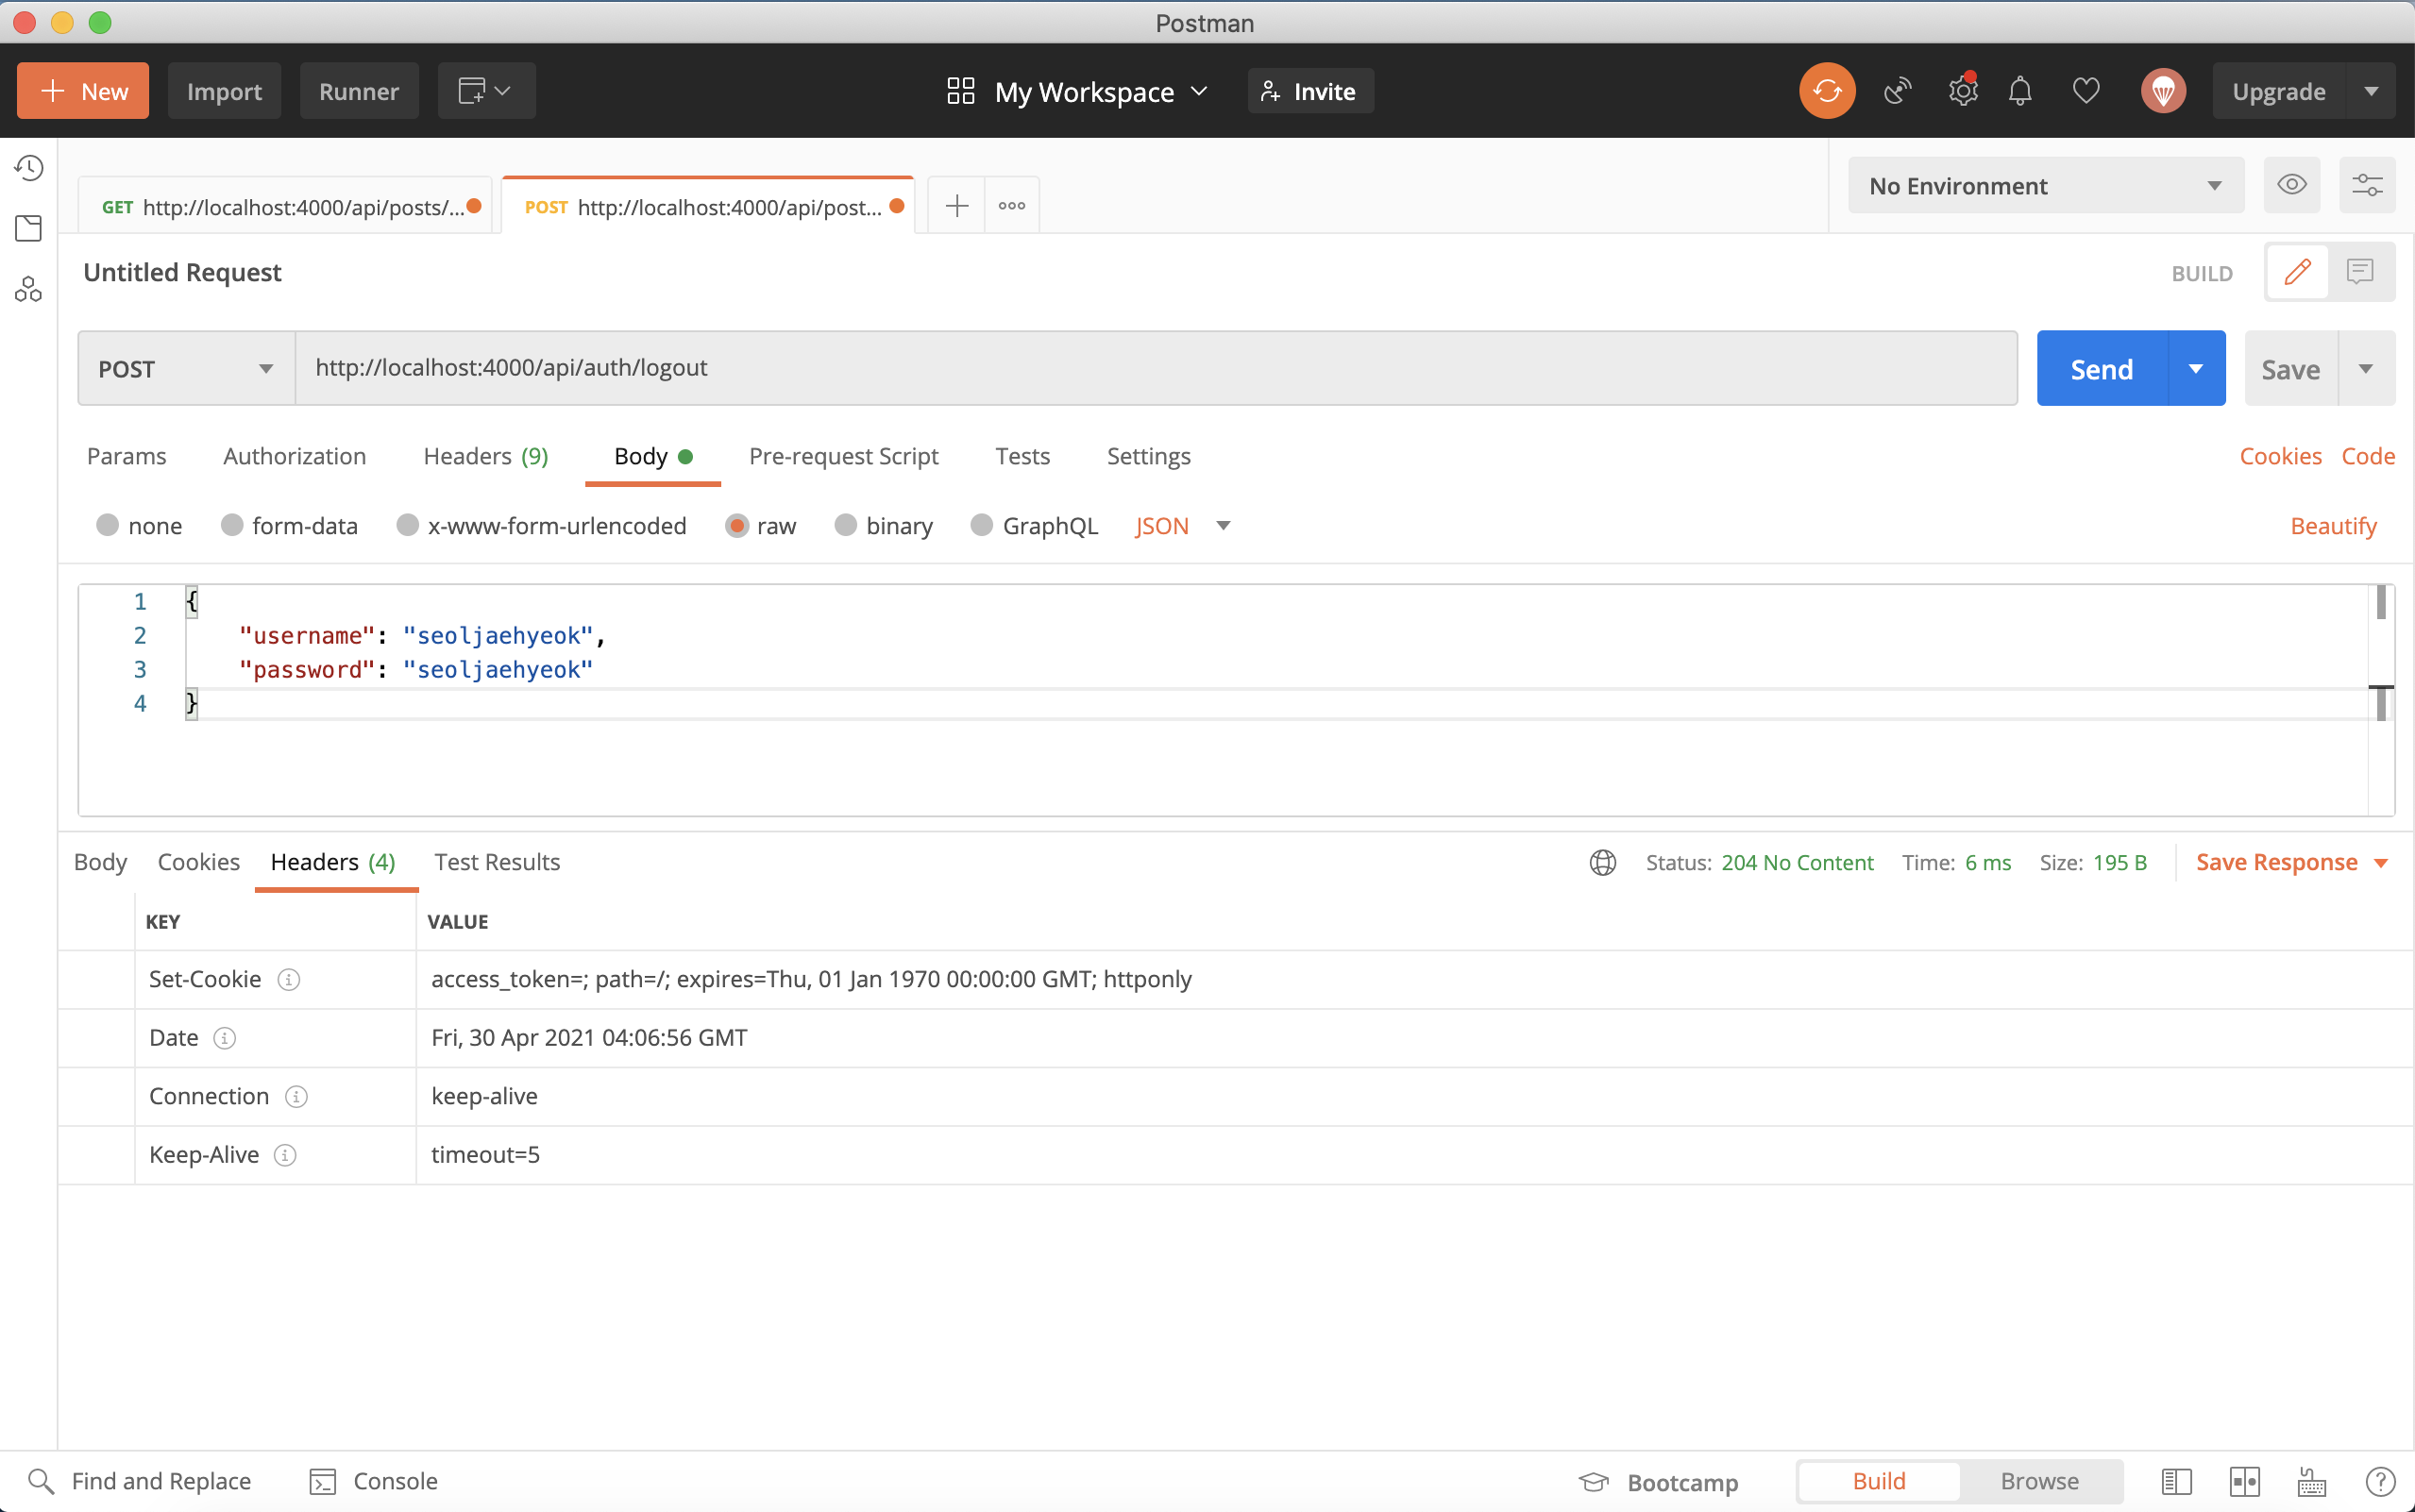 Postman
New
Import
Runner
My Workspace
Invite
Upgrade
GET http://localhost:4000/api/posts/...
POST http://localhost:4000/api/post...
No Environment
Untitled Request
BUILD
POST
http://localhost:4000/api/auth/logout
Send
Save
Params
Authorization
Headers (9)
Body
Pre-request Script
Tests
Settings
Cookies
Code
none
form-data
x-www-form-urlencoded
raw
binary
GraphQL
JSON
Beautify
1 {
2 "username": "seoljaehyeok",
3 "password": "seoljaehyeok"
4 }
Body
Cookies
Headers (4)
Test Results
Status: 204 No Content
Time: 6 ms
Size: 195 B
Save Response
KEY
VALUE
Set-Cookie
access_token=; path=/; expires=Thu, 01 Jan 1970 00:00:00 GMT; httponly
Date
Fri, 30 Apr 2021 04:06:56 GMT
Connection
keep-alive
Keep-Alive
timeout=5
Find and Replace
Console
Bootcamp
Build
Browse